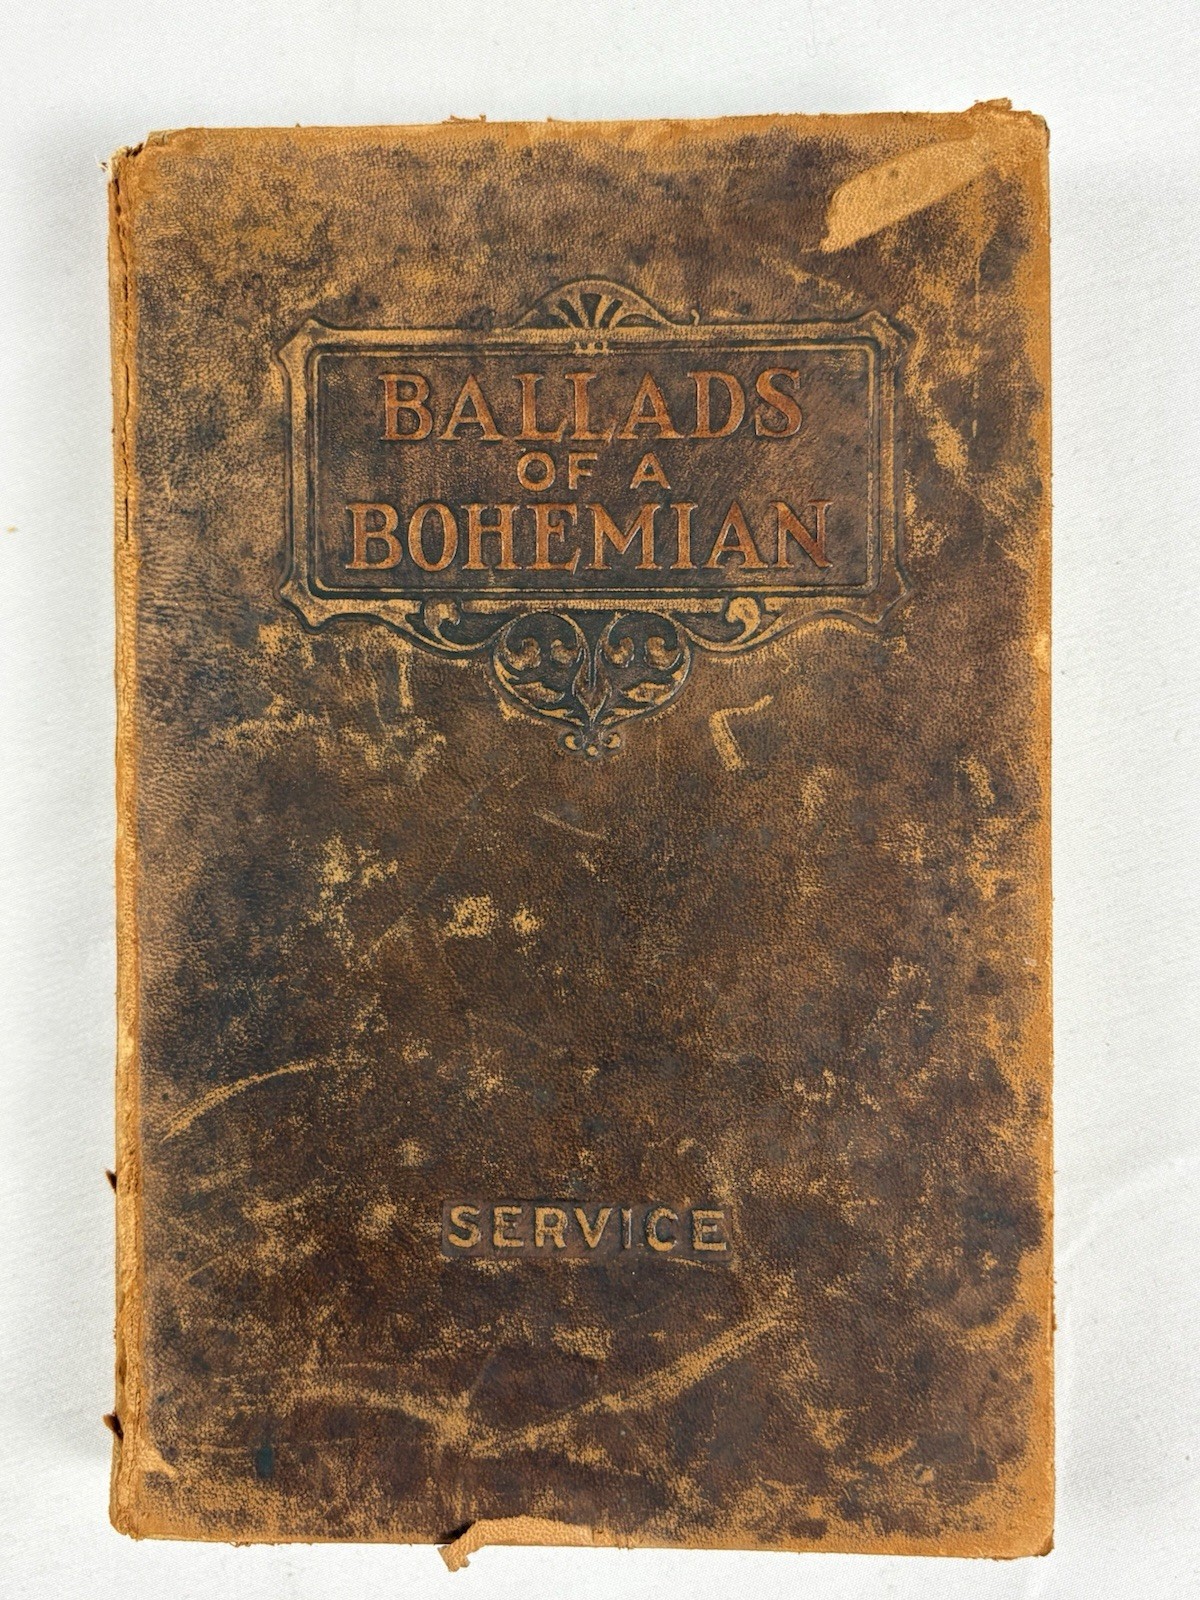 BALLADS
OF A
BOHEMIAN
SERVICE